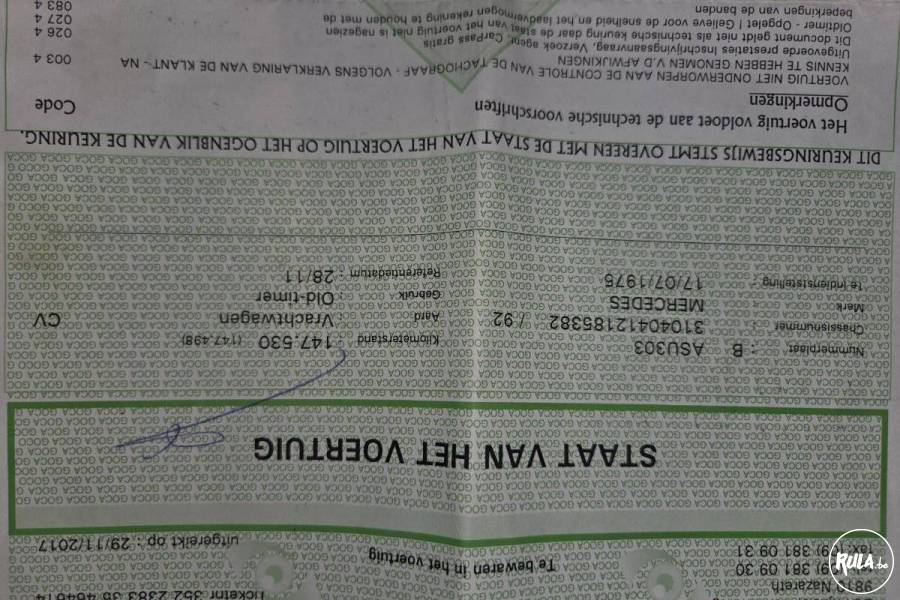 9810 Nazareth
Tel: (09) 381 09 30
Fax: (09) 381 09 31
Te bewaren in het voertuig
Ticketnr
uitgereikt op : 29/11/2017
STAAT VAN HET VOERTUIG
Nummerplaat : B ASU303
Chassisnummer : 31040412185382 / 92
Merk : MERCEDES
1e indienststelling : 17/07/1975
Kilometerstand : 147.530 (147.498)
Aard : Vrachtwagen CV
Gebruik : Old-timer
Referentiedatum : 28/11
DIT KEURINGSBEWIJS STEMT OVEREEN MET DE STAAT VAN HET VOERTUIG OP HET OGENBLIK VAN DE KEURING.
Het voertuig voldoet aan de technische voorschriften
Opmerkingen Code
VOERTUIG NIET ONDERWORPEN AAN DE CONTROLE VAN DE TACHOGRAAF - VOLGENS VERKLARING VAN DE KLANT - NA
KENNIS TE HEBBEN GENOMEN V.D AFWIJKINGEN 003 4
Uitgevoerde prestaties Inschrijvingsaanvraag, Verzoek agent, CarPass gratis
Dit document geldt niet als technische keuring daar de staat van het voertuig niet is nagezien 026 4
Oldtimer - Opgelet ! Gelieve voor de snelheid en het laadvermogen rekening te houden met de 027 4
beperkingen van de banden 083 4
RULA.be